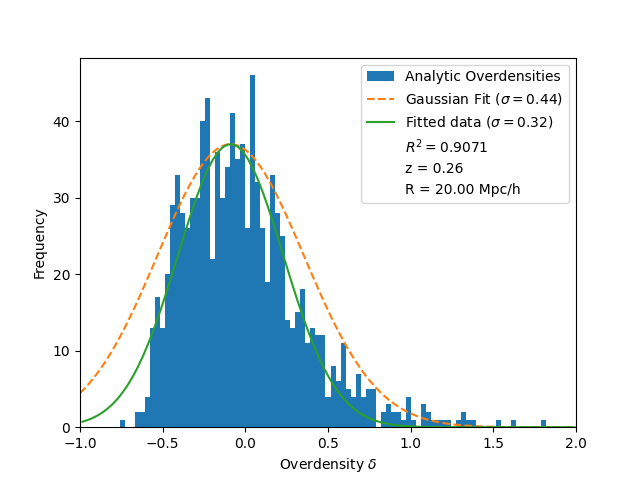 Analytic Overdensities
Gaussian Fit (σ = 0.44)
Fitted data (σ = 0.32)
R² = 0.9071
z = 0.26
R = 20.00 Mpc/h
Frequency
40
30
20
10
0
−1.0 −0.5 0.0 0.5 1.0 1.5 2.0
Overdensity δ